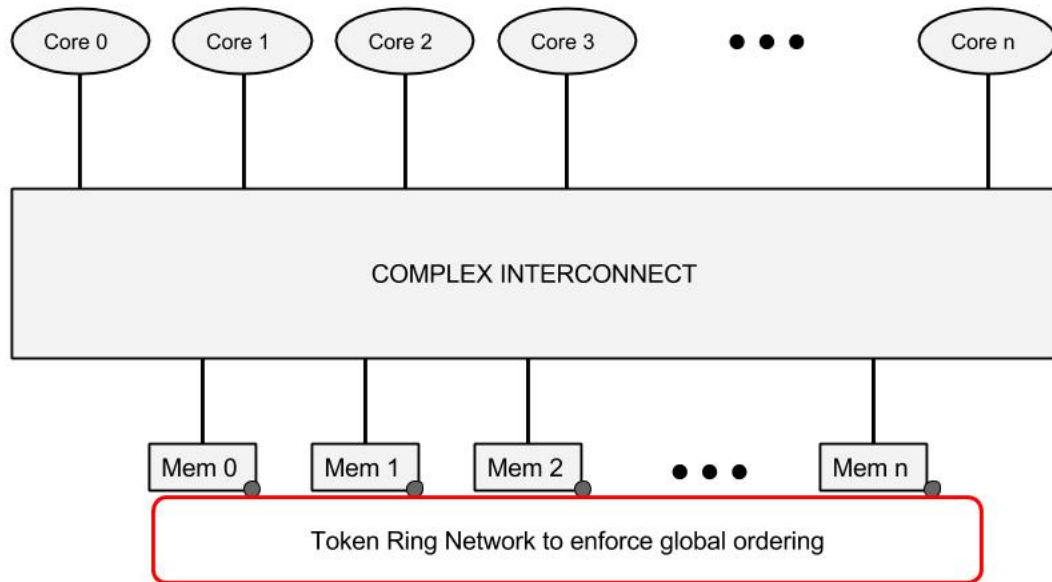 Core 0
Core 1
Core 2
Core 3
Core n
COMPLEX INTERCONNECT
Mem 0
Mem 1
Mem 2
Mem n
Token Ring Network to enforce global ordering